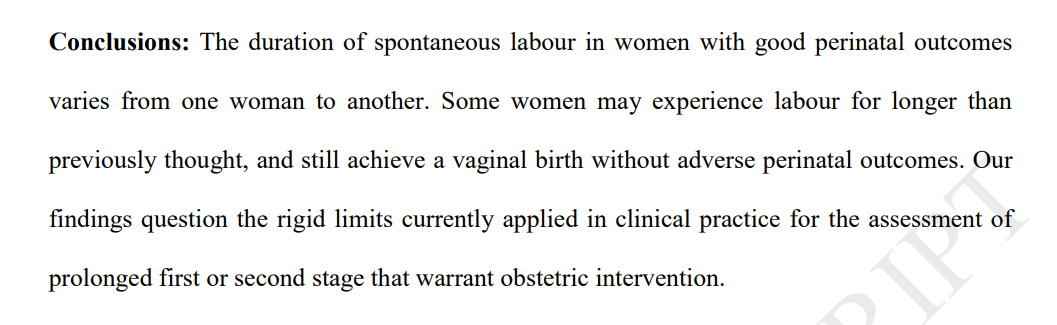 Conclusions: The duration of spontaneous labour in women with good perinatal outcomes
varies from one woman to another. Some women may experience labour for longer than
previously thought, and still achieve a vaginal birth without adverse perinatal outcomes. Our
findings question the rigid limits currently applied in clinical practice for the assessment of
prolonged first or second stage that warrant obstetric intervention.